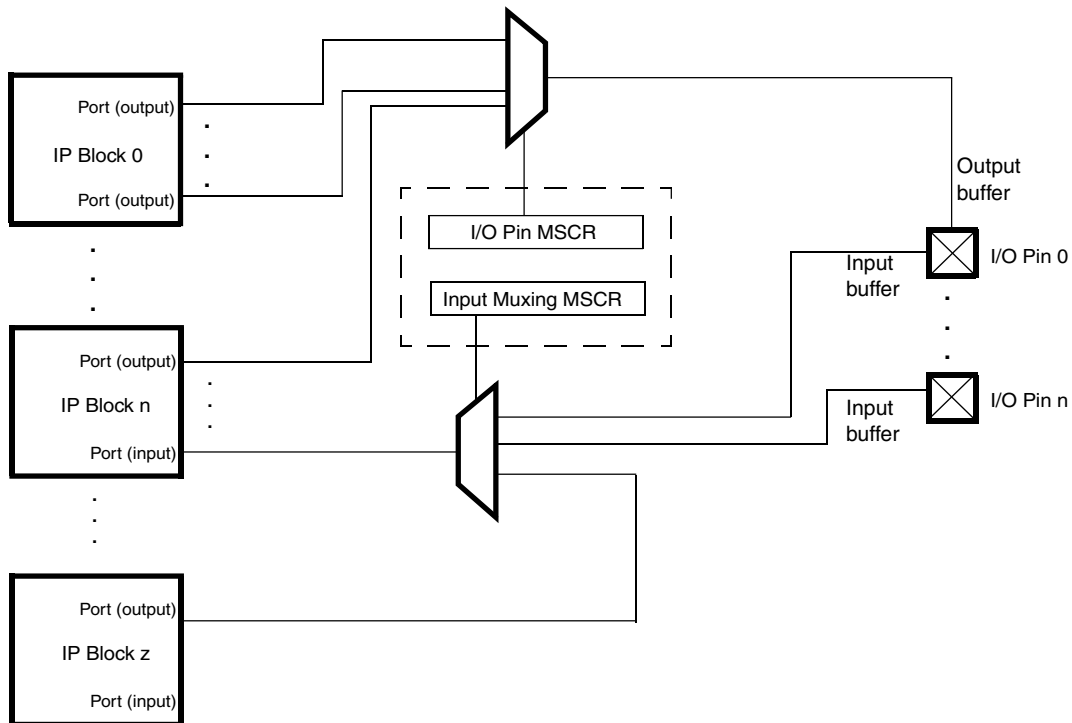 Port (output)
IP Block 0
Port (output)
I/O Pin MSCR
Input Muxing MSCR
Output
buffer
I/O Pin 0
Input
buffer
Port (output)
IP Block n
Port (input)
I/O Pin n
Input
buffer
Port (output)
IP Block z
Port (input)